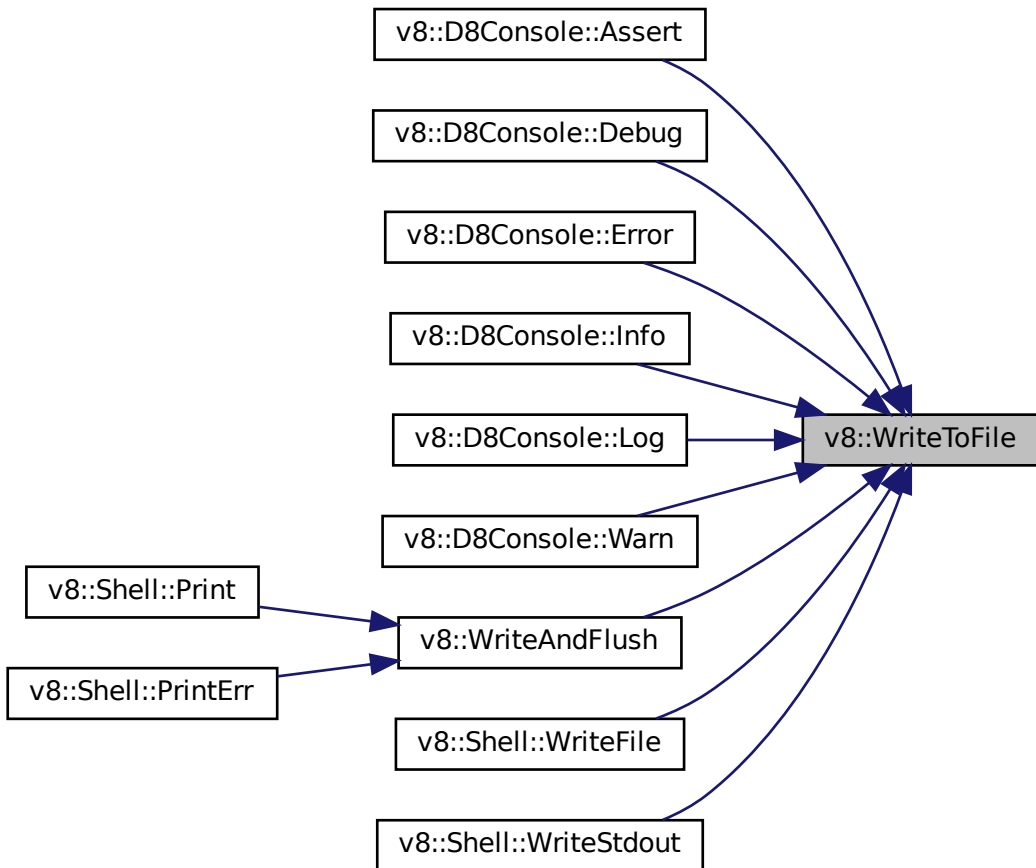 v8::D8Console::Assert
v8::D8Console::Debug
v8::D8Console::Error
v8::D8Console::Info
v8::D8Console::Log
v8::WriteToFile
v8::D8Console::Warn
v8::Shell::Print
v8::WriteAndFlush
v8::Shell::PrintErr
v8::Shell::WriteFile
v8::Shell::WriteStdout